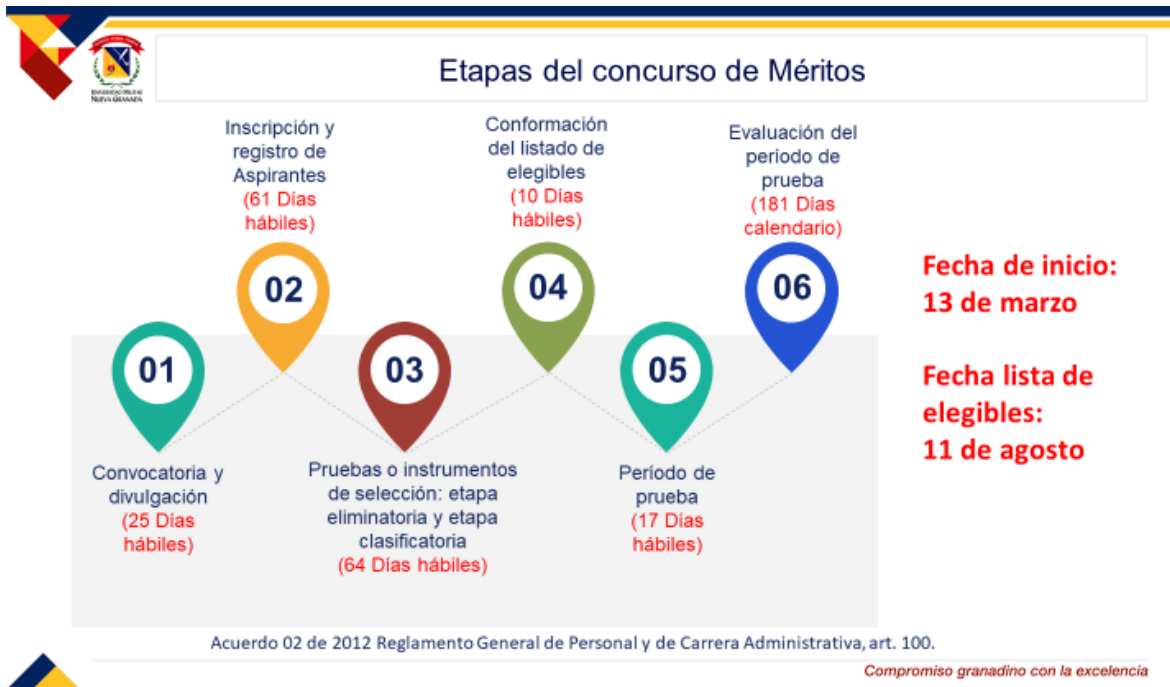 UNIVERSIDAD MILITAR
NUEVA GRANADA
Etapas del concurso de Méritos
Inscripción y
registro de
Aspirantes
(61 Días
hábiles)
Conformación
del listado de
elegibles
(10 Días
hábiles)
Evaluación del
período de
prueba
(181 Días
calendario)
02
04
06
01
03
05
Convocatoria y
divulgación
(25 Días
hábiles)
Pruebas o instrumentos
de selección: etapa
eliminatoria y etapa
clasificatoria
(64 Días hábiles)
Período de
prueba
(17 Días
hábiles)
Fecha de inicio:
13 de marzo
Fecha lista de
elegibles:
11 de agosto
Acuerdo 02 de 2012 Reglamento General de Personal y de Carrera Administrativa, art. 100.
Compromiso granadino con la excelencia